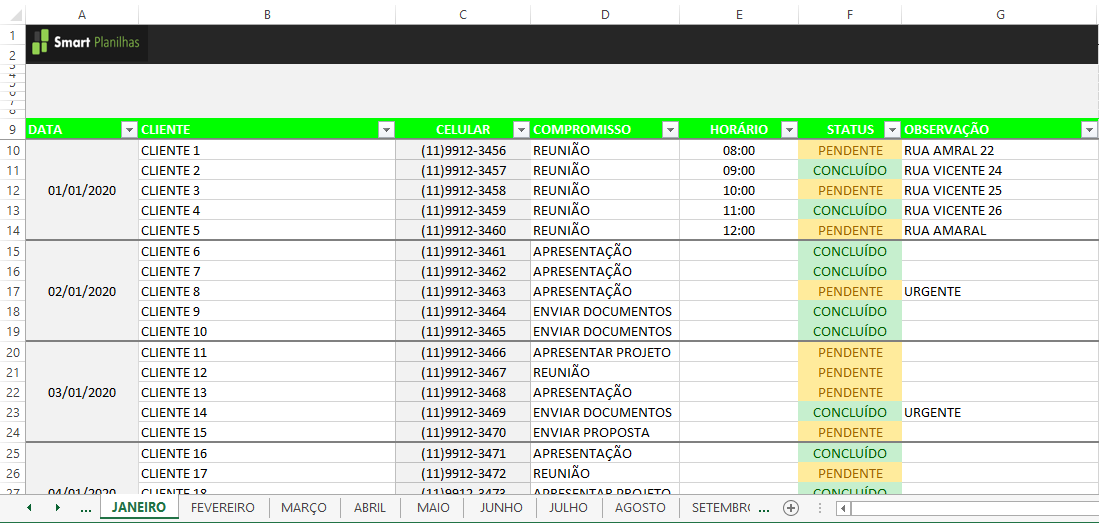 A B C D E F G
1
Smart Planilhas
2
9 DATA CLIENTE CELULAR COMPROMISSO HORÁRIO STATUS OBSERVAÇÃO
10 CLIENTE 1 (11)9912-3456 REUNIÃO 08:00 PENDENTE RUA AMRAL 22
11 CLIENTE 2 (11)9912-3457 REUNIÃO 09:00 CONCLUÍDO RUA VICENTE 24
12 01/01/2020 CLIENTE 3 (11)9912-3458 REUNIÃO 10:00 PENDENTE RUA VICENTE 25
13 CLIENTE 4 (11)9912-3459 REUNIÃO 11:00 CONCLUÍDO RUA VICENTE 26
14 CLIENTE 5 (11)9912-3460 REUNIÃO 12:00 PENDENTE RUA AMARAL
15 CLIENTE 6 (11)9912-3461 APRESENTAÇÃO CONCLUÍDO
16 CLIENTE 7 (11)9912-3462 APRESENTAÇÃO CONCLUÍDO
17 02/01/2020 CLIENTE 8 (11)9912-3463 APRESENTAÇÃO PENDENTE URGENTE
18 CLIENTE 9 (11)9912-3464 ENVIAR DOCUMENTOS CONCLUÍDO
19 CLIENTE 10 (11)9912-3465 ENVIAR DOCUMENTOS CONCLUÍDO
20 CLIENTE 11 (11)9912-3466 APRESENTAR PROJETO PENDENTE
21 CLIENTE 12 (11)9912-3467 REUNIÃO PENDENTE
22 03/01/2020 CLIENTE 13 (11)9912-3468 APRESENTAÇÃO PENDENTE
23 CLIENTE 14 (11)9912-3469 ENVIAR DOCUMENTOS CONCLUÍDO URGENTE
24 CLIENTE 15 (11)9912-3470 ENVIAR PROPOSTA PENDENTE
25 CLIENTE 16 (11)9912-3471 APRESENTAÇÃO CONCLUÍDO
26 CLIENTE 17 (11)9912-3472 REUNIÃO PENDENTE
27 04/01/2020 CLIENTE 18 (11)9912-3473 APRESENTAR PROJETO CONCLUÍDO
... JANEIRO FEVEREIRO MARÇO ABRIL MAIO JUNHO JULHO AGOSTO SETEMBR ...